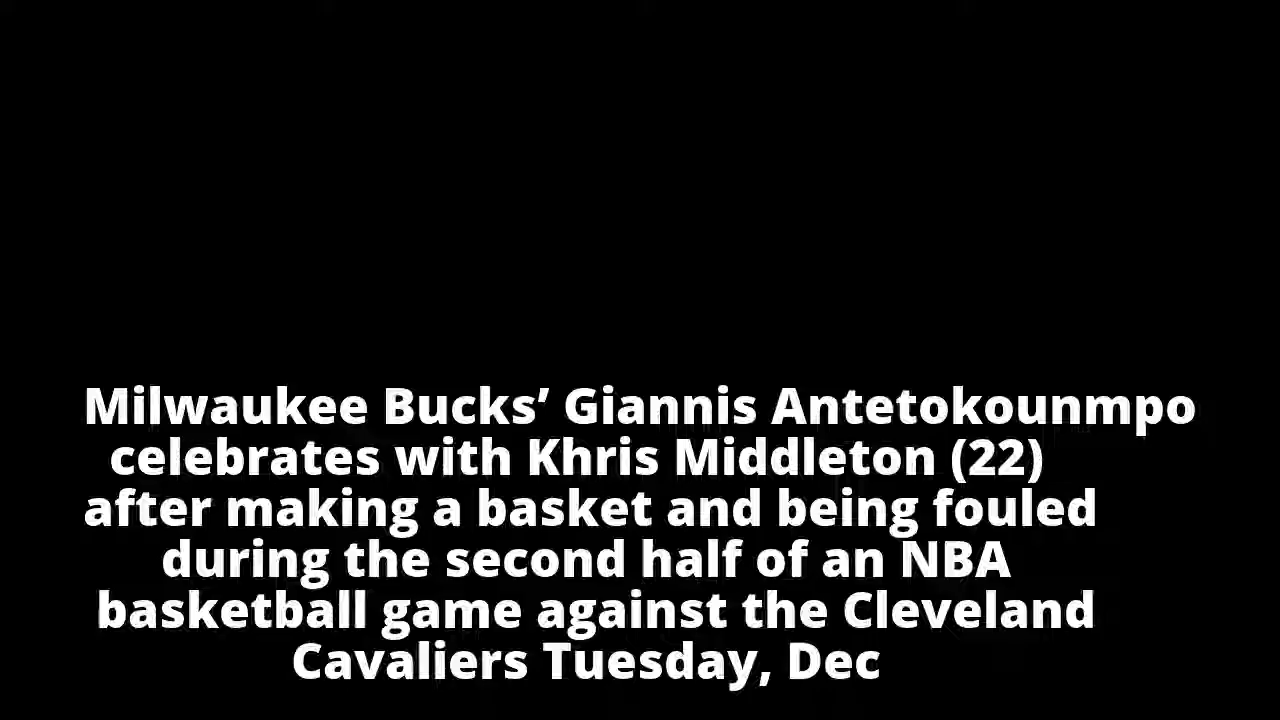 Milwaukee Bucks’ Giannis Antetokounmpo
celebrates with Khris Middleton (22)
after making a basket and being fouled
during the second half of an NBA
basketball game against the Cleveland
Cavaliers Tuesday, Dec